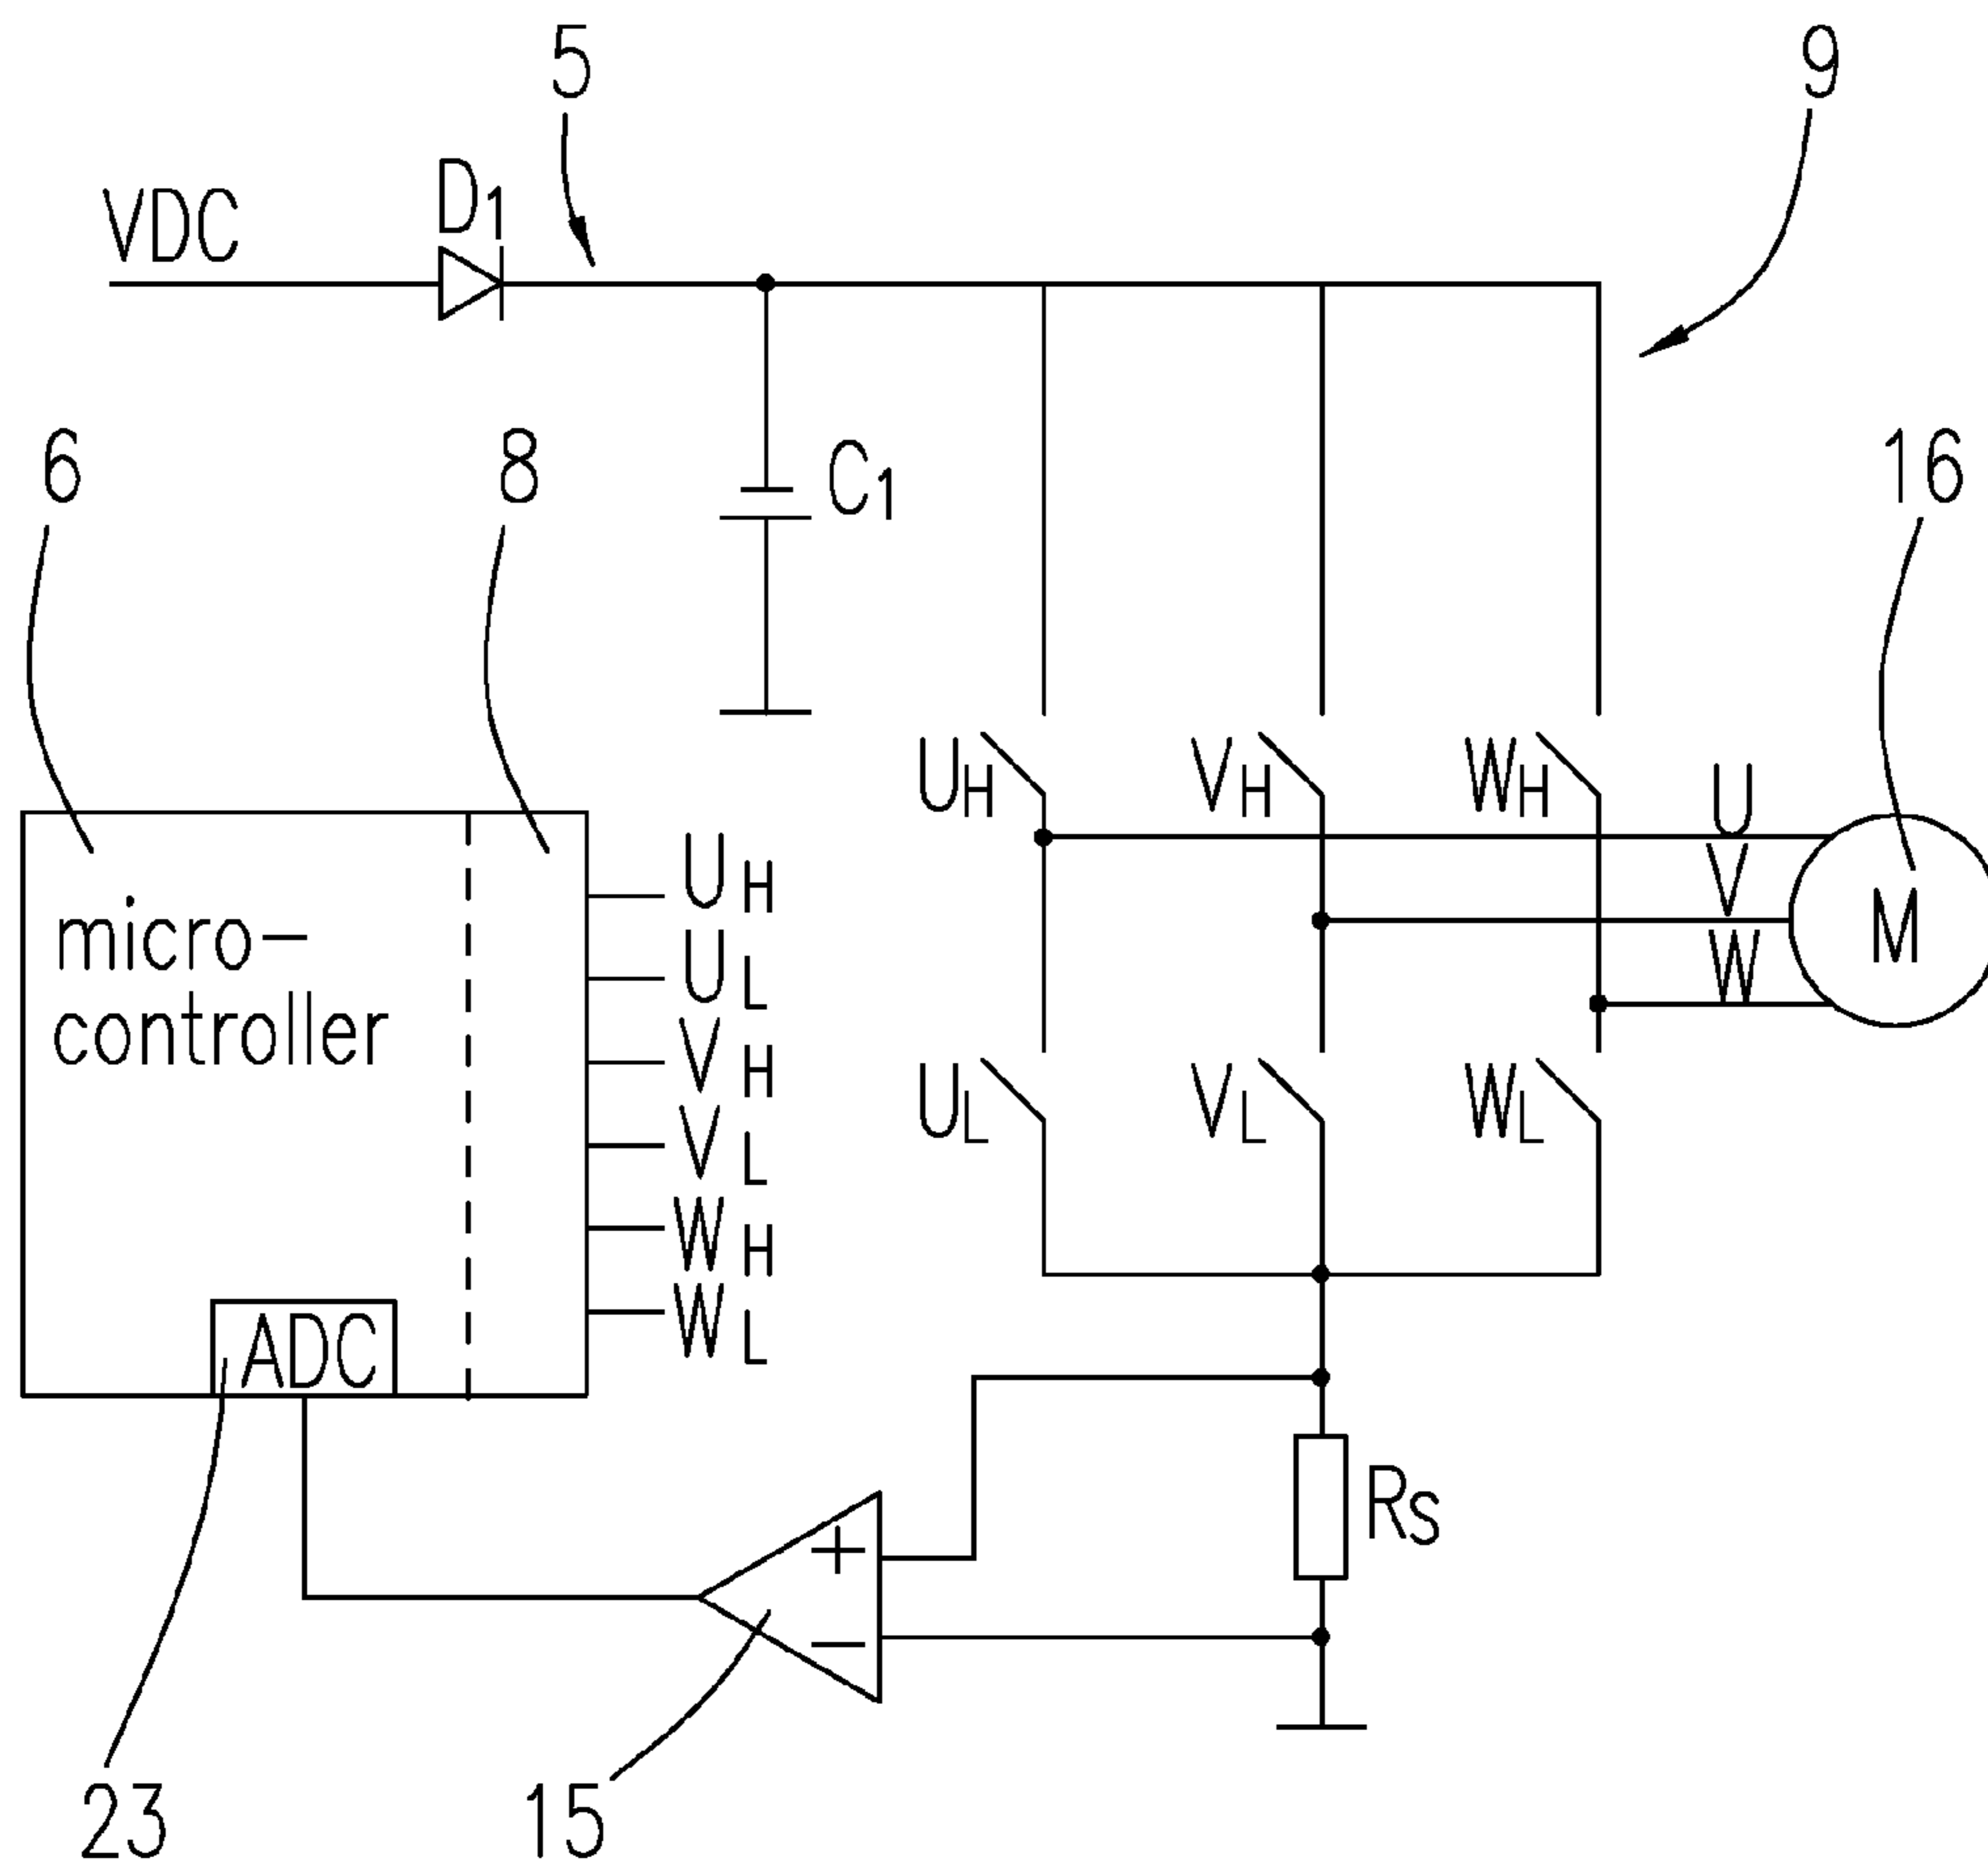 5
9
D1
VDC
6
8
C1
16
UH
VH
WH
U
V
W
M
micro-
controller
UH
UL
VH
VL
WH
WL
UL
VL
WL
ADC
RS
+
−
23
15